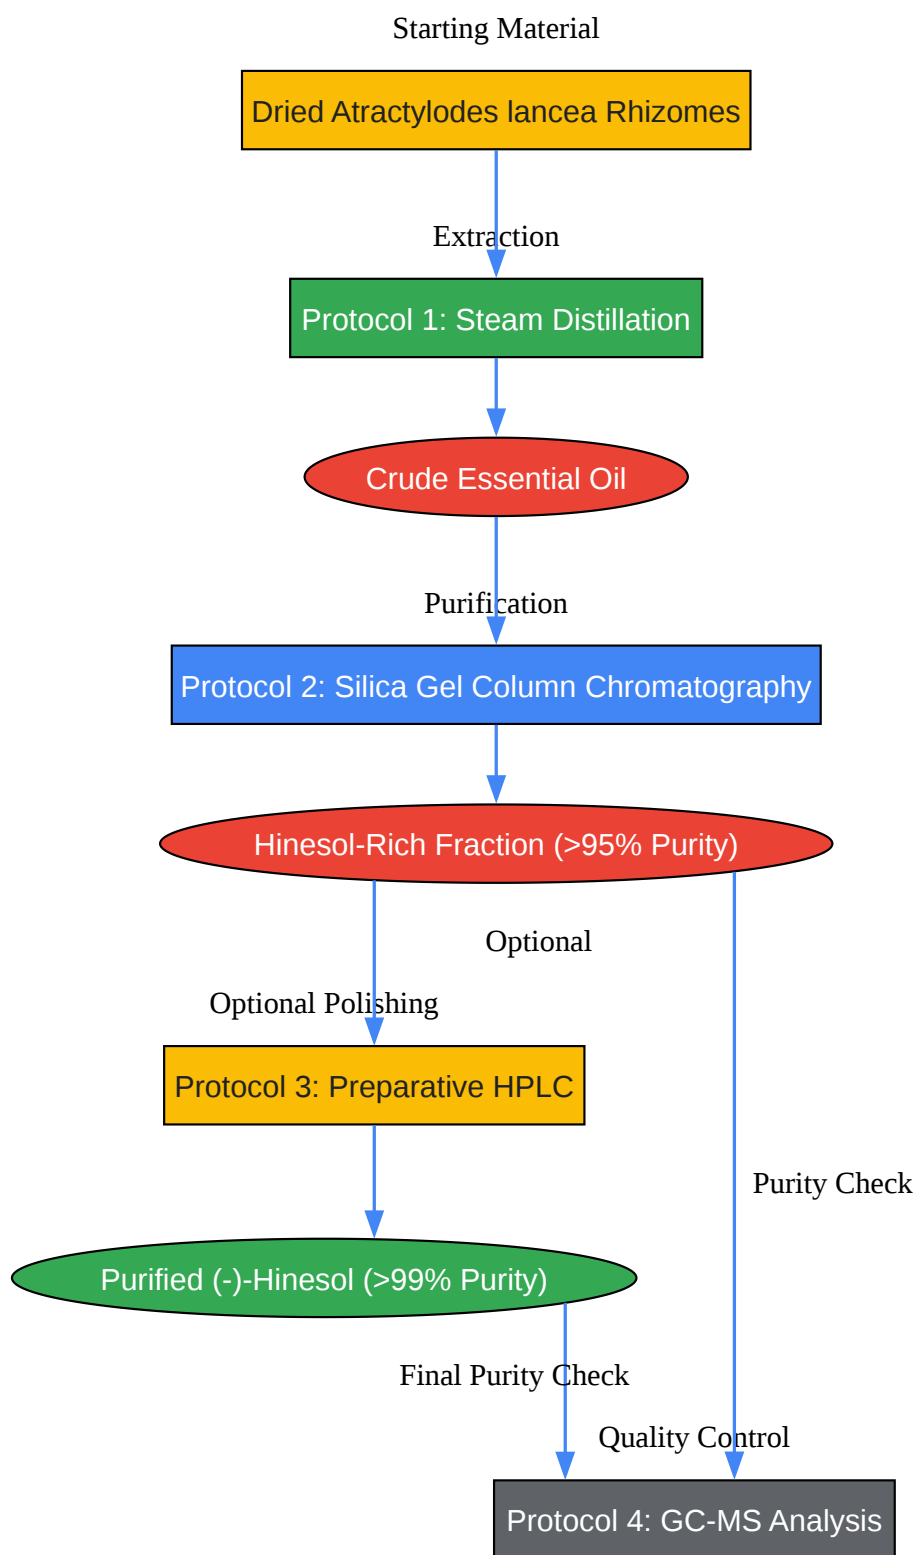 Starting Material
Dried Atractylodes lancea Rhizomes
Extraction
Protocol 1: Steam Distillation
Crude Essential Oil
Purification
Protocol 2: Silica Gel Column Chromatography
Hinesol-Rich Fraction (>95% Purity)
Optional
Optional Polishing
Protocol 3: Preparative HPLC
Purity Check
Purified (-)-Hinesol (>99% Purity)
Final Purity Check
Quality Control
Protocol 4: GC-MS Analysis